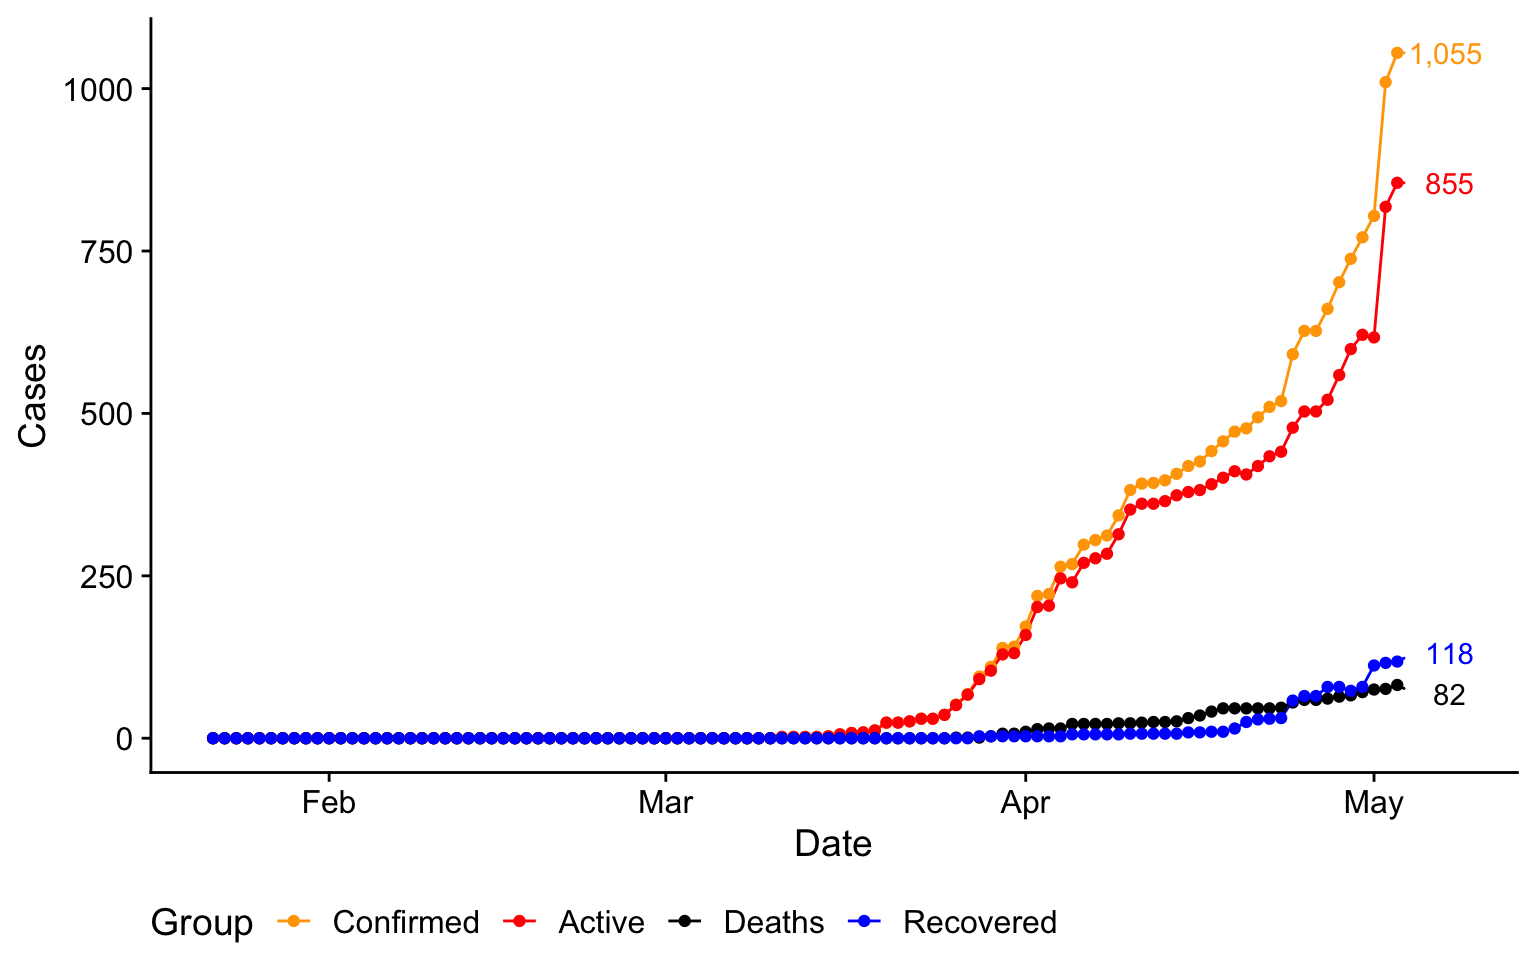 1,055
1000
855
750
Cases
500
250
118
82
0
Feb Mar Apr May
Date
Group Confirmed Active Deaths Recovered